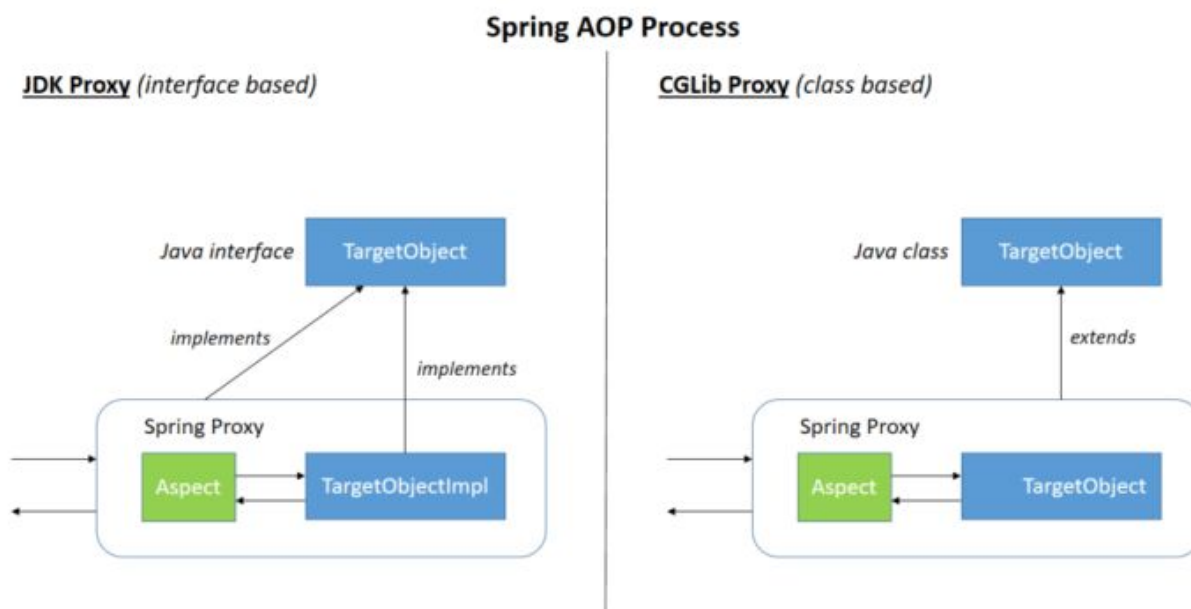 Spring AOP Process
JDK Proxy (interface based)
Java interface
TargetObject
implements
implements
Spring Proxy
Aspect
TargetObjectImpl
CGLib Proxy (class based)
Java class
TargetObject
extends
Spring Proxy
Aspect
TargetObject